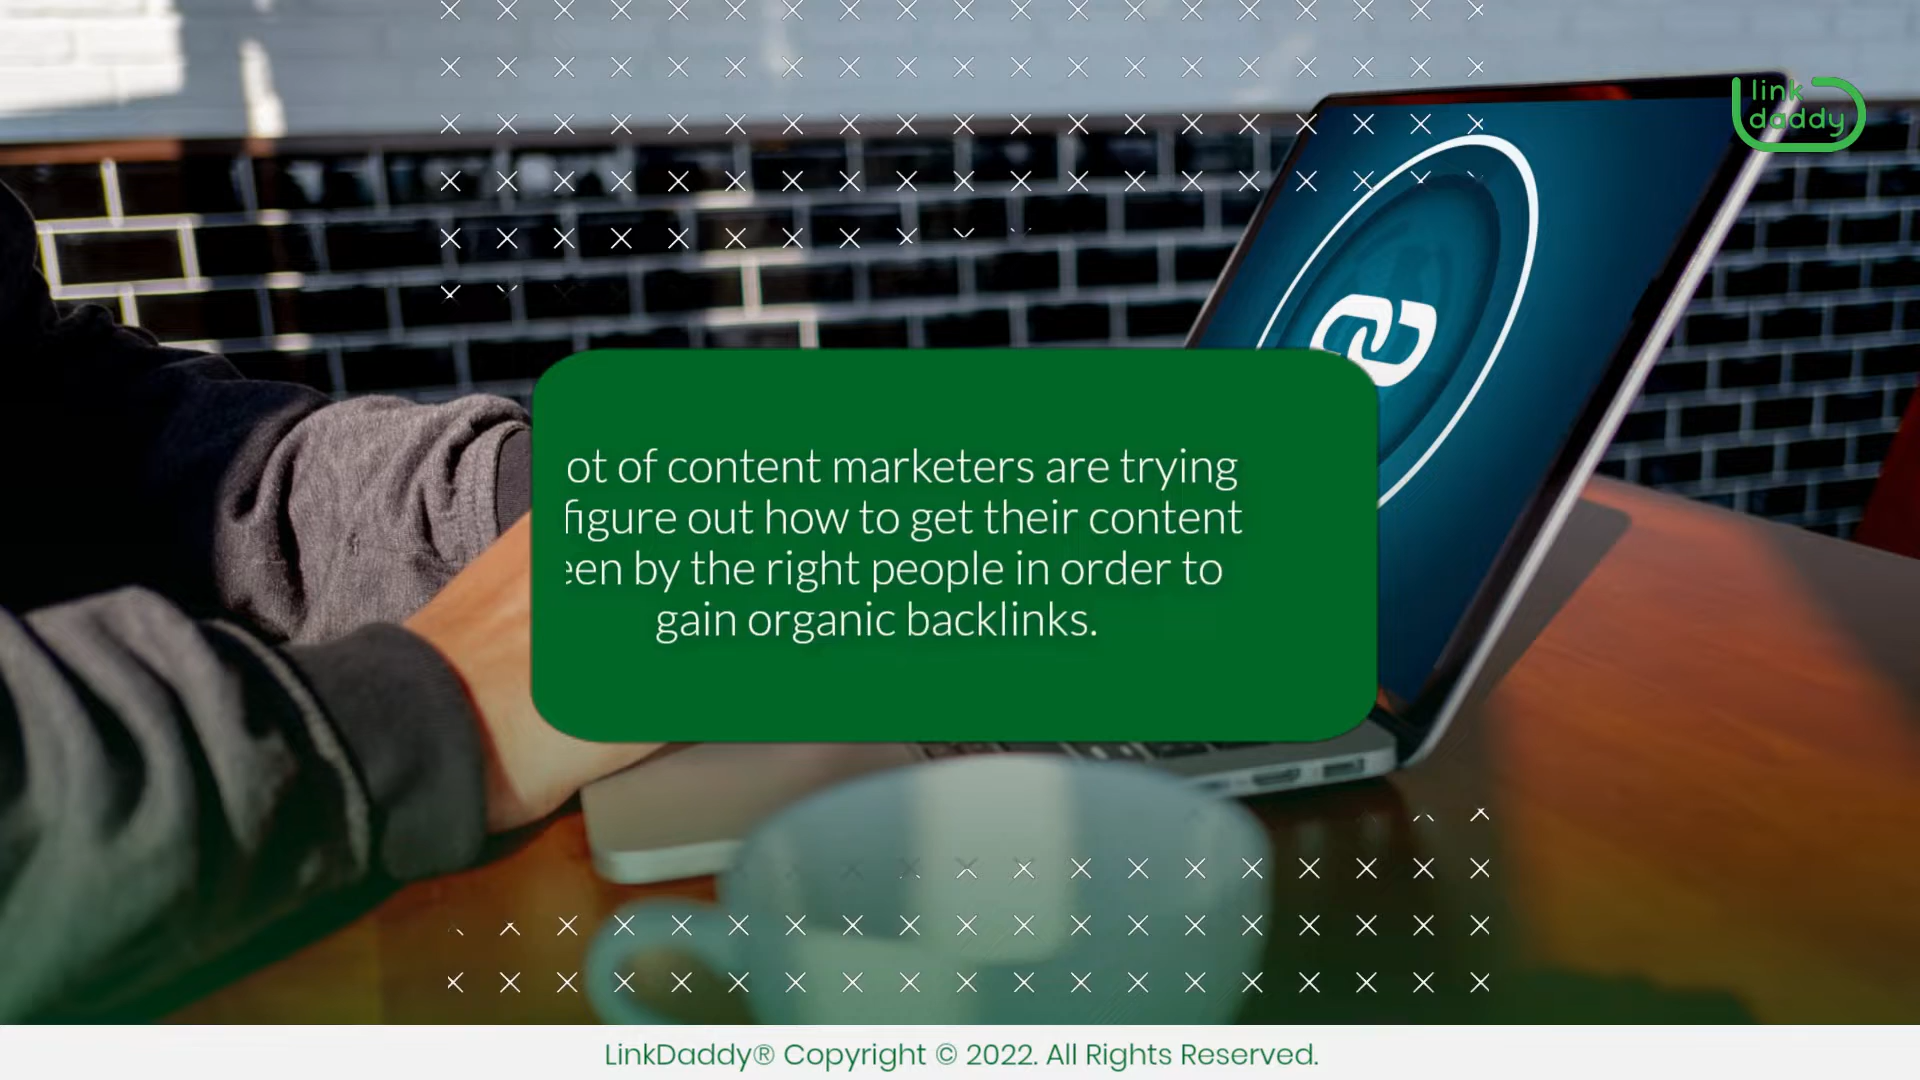 link
daddy
ot of content marketers are trying
figure out how to get their content
een by the right people in order to
gain organic backlinks.
LinkDaddy® Copyright © 2022. All Rights Reserved.